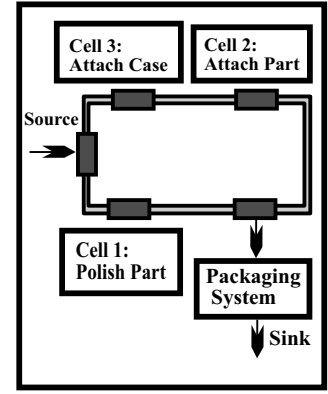 Cell 3:
Attach Case
Cell 2:
Attach Part
Source
Cell 1:
Polish Part
Packaging
System
Sink